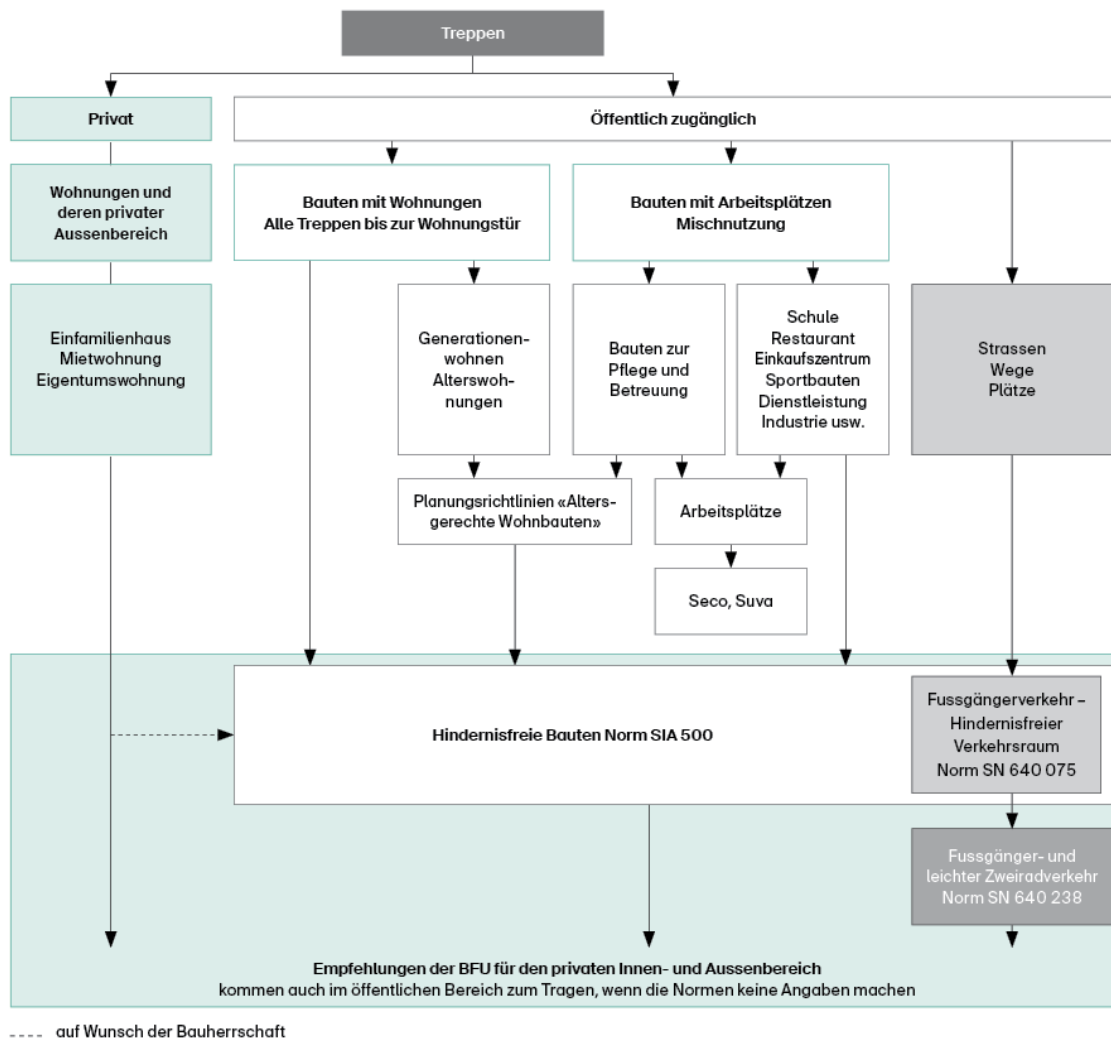 Treppen
Privat
Öffentlich zugänglich
Wohnungen und
deren privater
Aussenbereich
Bauten mit Wohnungen
Alle Treppen bis zur Wohnungstür
Bauten mit Arbeitsplätzen
Mischnutzung
Einfamilienhaus
Mietwohnung
Eigentumswohnung
Generationen-
wohnen
Alterswoh-
nungen
Bauten zur
Pflege und
Betreuung
Schule
Restaurant
Einkaufszentrum
Sportbauten
Dienstleistung
Industrie usw.
Strassen
Wege
Plätze
Planungsrichtlinien «Alters-
gerechte Wohnbauten»
Arbeitsplätze
Seco, Suva
Hindernisfreie Bauten Norm SIA 500
Fussgängerverkehr –
Hindernisfreier
Verkehrsraum
Norm SN 640 075
Fussgänger- und
leichter Zweiradverkehr
Norm SN 640 238
Empfehlungen der BFU für den privaten Innen- und Aussenbereich
kommen auch im öffentlichen Bereich zum Tragen, wenn die Normen keine Angaben machen
---- auf Wunsch der Bauherrschaft